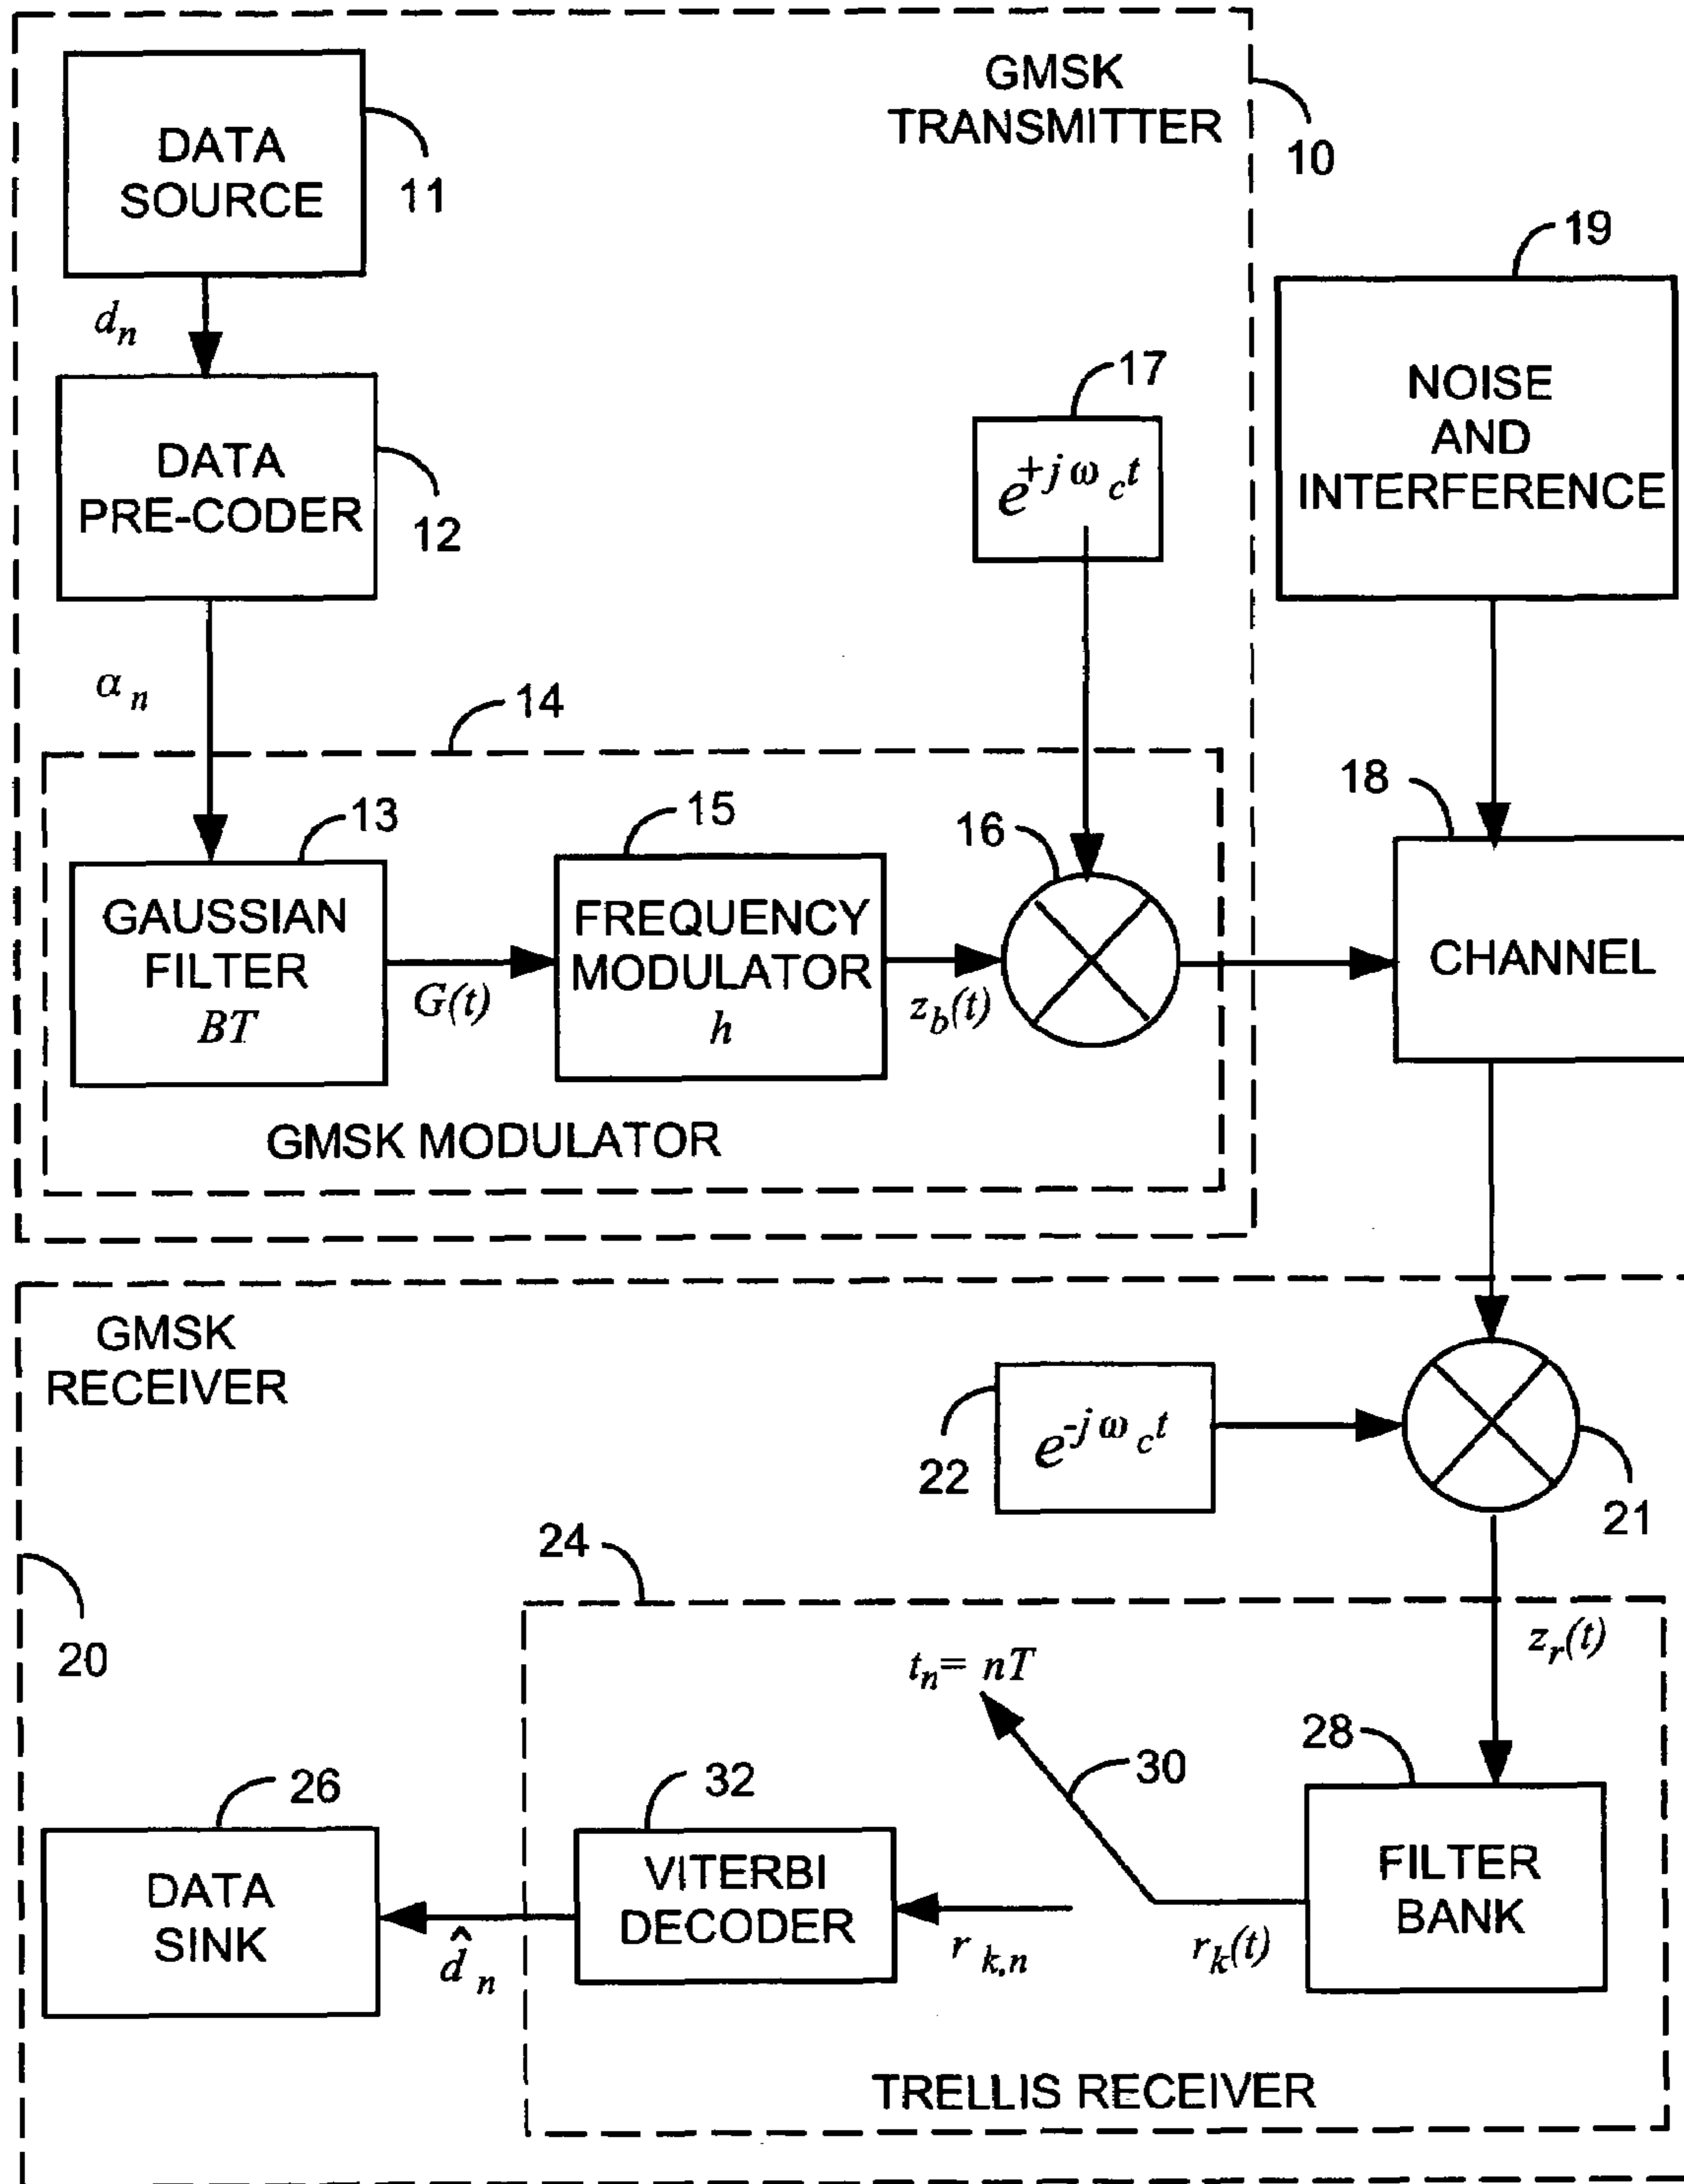 GMSK
TRANSMITTER
10
DATA
SOURCE
11
d_n
DATA
PRE-CODER
12
α_n
17
e^{+jω_c t}
19
NOISE
AND
INTERFERENCE
14
13
GAUSSIAN
FILTER
BT
G(t)
15
FREQUENCY
MODULATOR
h
z_b(t)
16
18
CHANNEL
GMSK MODULATOR
GMSK
RECEIVER
22
e^{-jω_c t}
21
24
20
z_r(t)
t_n= nT
28
30
FILTER
BANK
r_k(t)
32
VITERBI
DECODER
r_{k,n}
26
DATA
SINK
d̂_n
TRELLIS RECEIVER